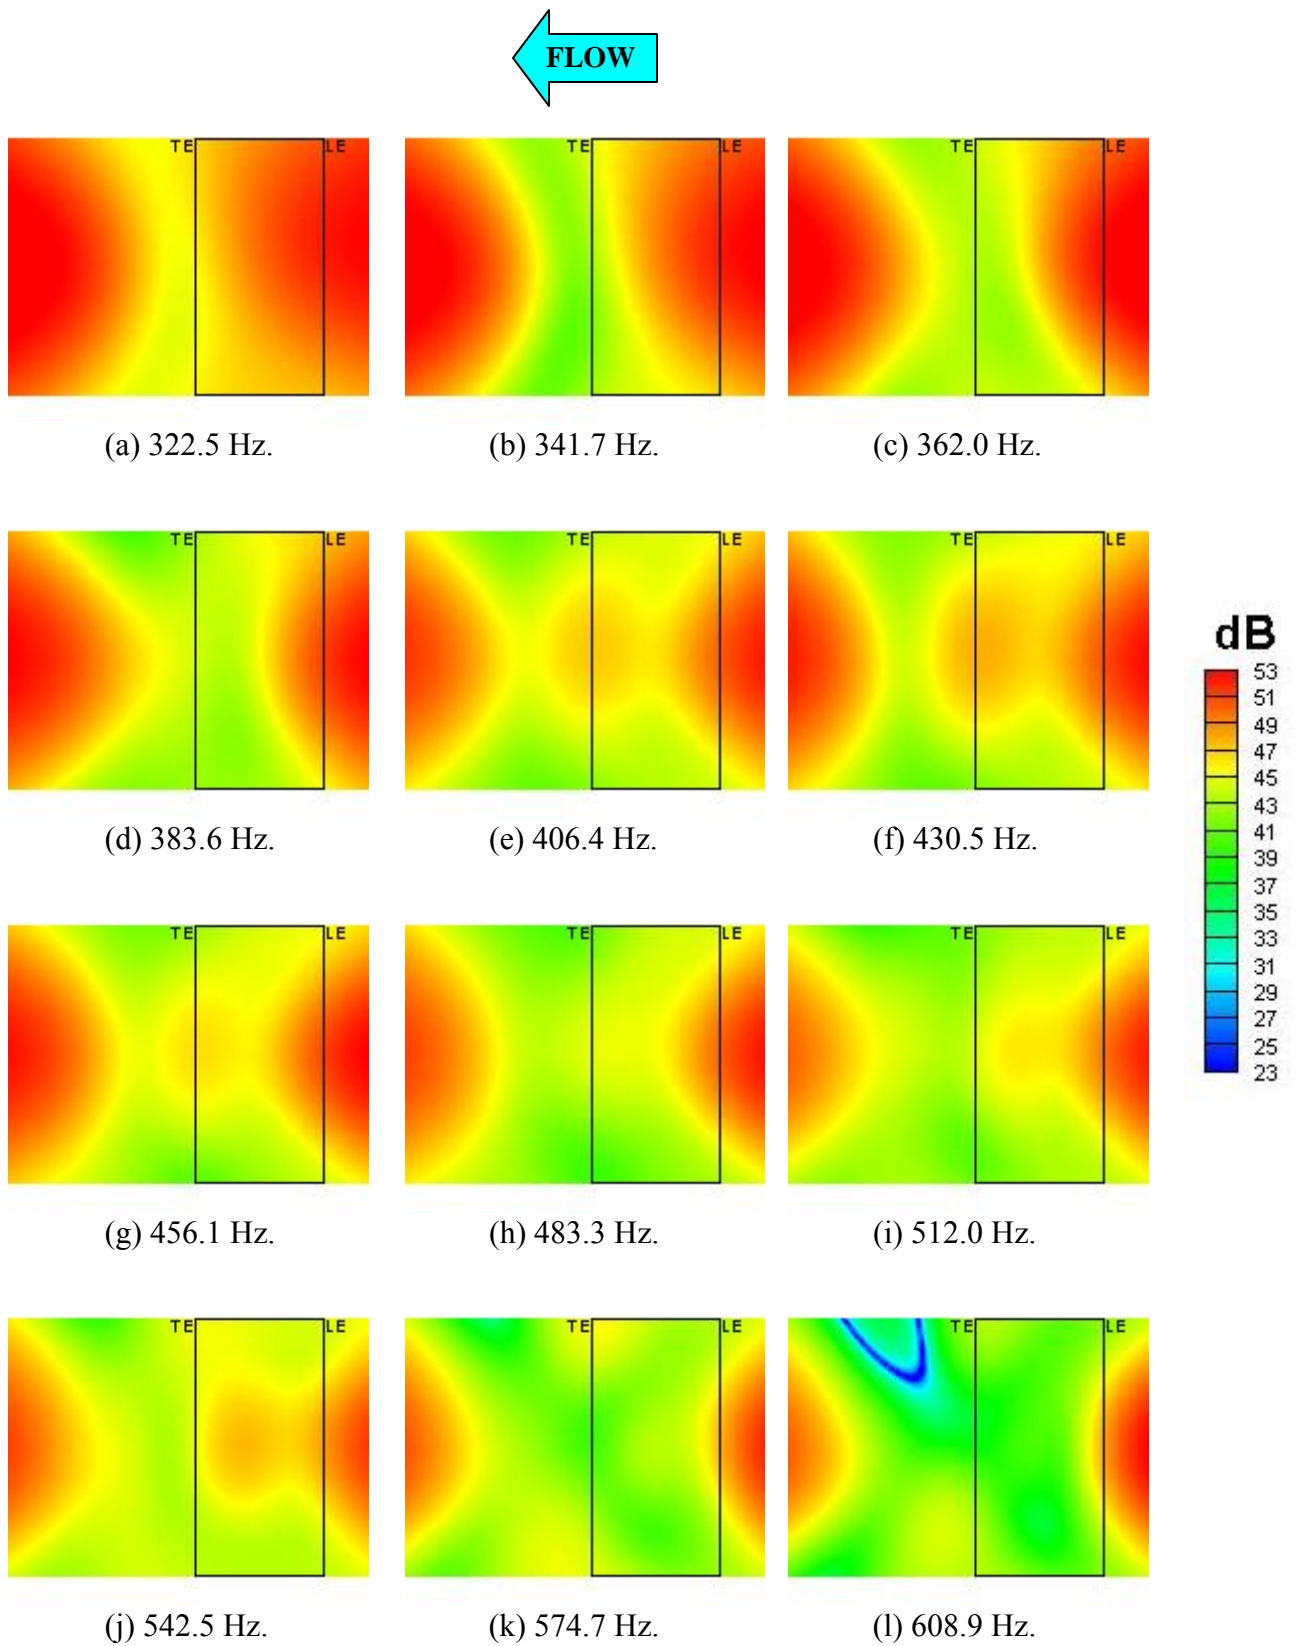 FLOW
TE LE TE LE TE LE
(a) 322.5 Hz. (b) 341.7 Hz. (c) 362.0 Hz.
TE LE TE LE TE LE
(d) 383.6 Hz. (e) 406.4 Hz. (f) 430.5 Hz.
dB
53
51
49
47
45
43
41
39
37
35
33
31
29
27
25
23
TE LE TE LE TE LE
(g) 456.1 Hz. (h) 483.3 Hz. (i) 512.0 Hz.
TE LE TE LE TE LE
(j) 542.5 Hz. (k) 574.7 Hz. (l) 608.9 Hz.